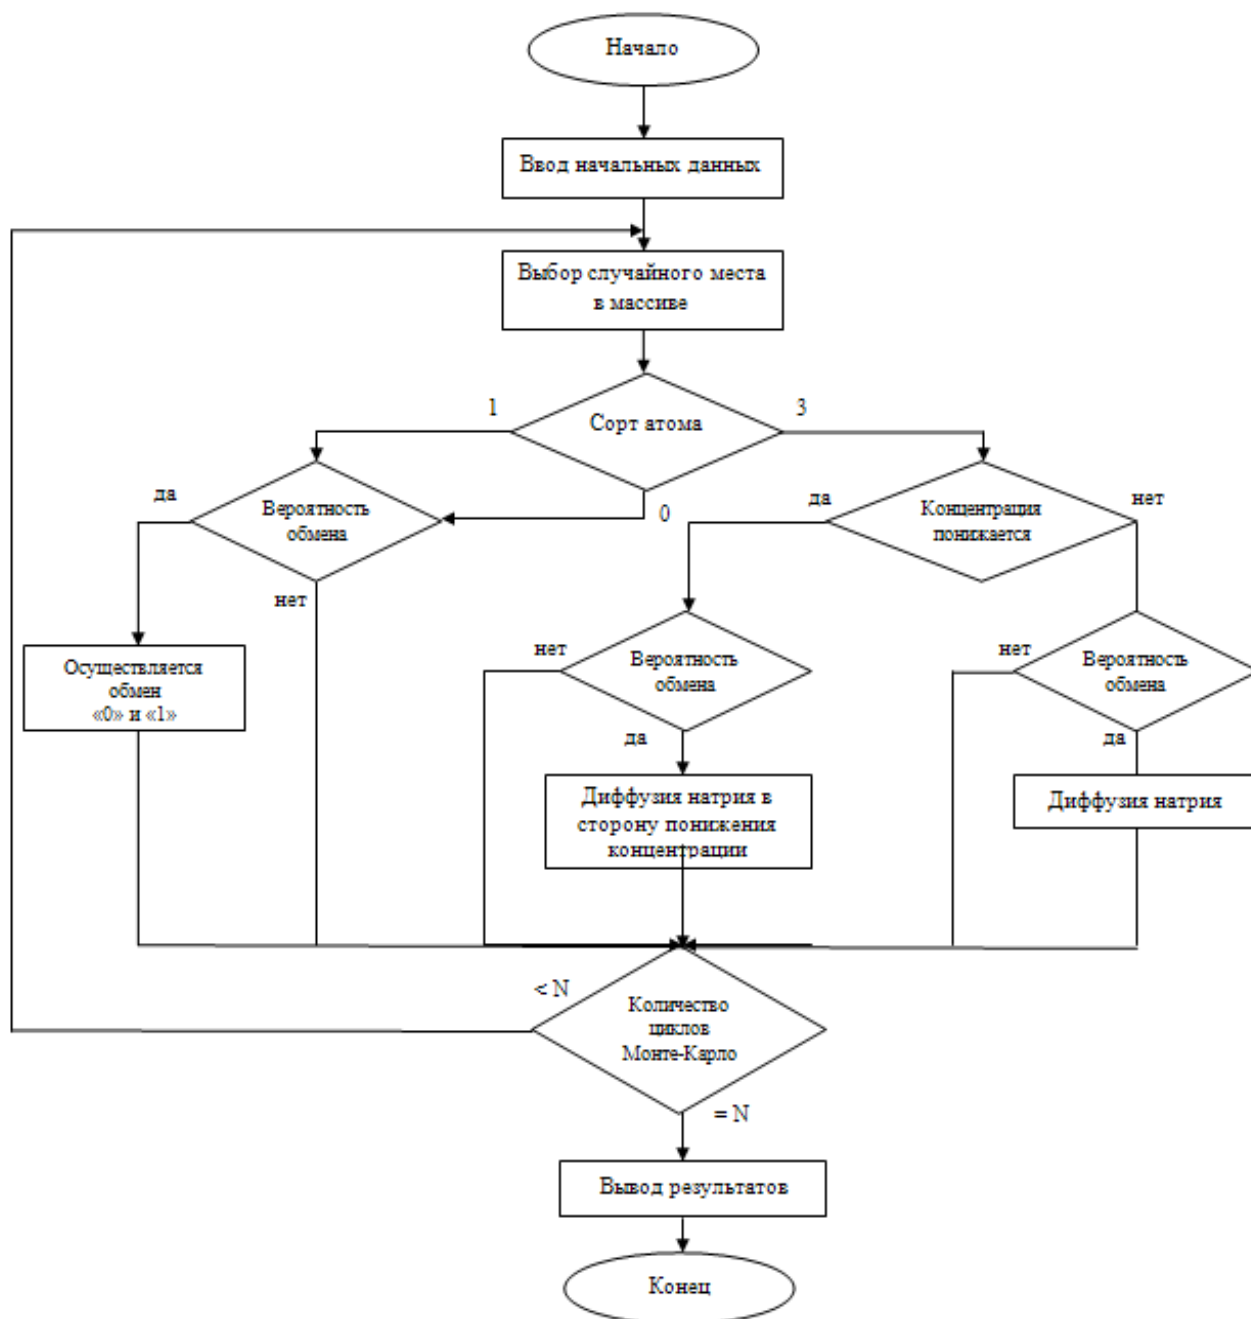 Начало
Ввод начальных данных
Выбор случайного места
в массиве
1
Сорт атома
3
0
да
Вероятность
обмена
нет
да
Концентрация
понижается
нет
Осуществляется
обмен
«0» и «1»
нет
Вероятность
обмена
да
нет
Вероятность
обмена
да
Диффузия натрия в
сторону понижения
концентрации
Диффузия натрия
< N
Количество
циклов
Монте-Карло
= N
Вывод результатов
Конец